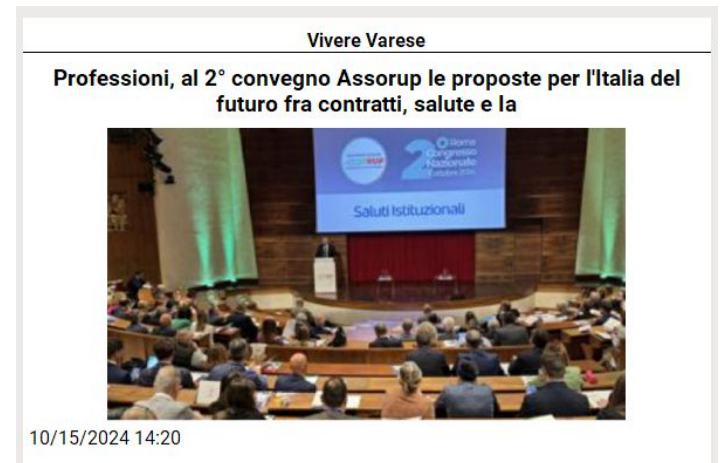 Vivere Varese
Professioni, al 2° convegno Assorup le proposte per l'Italia del
futuro fra contratti, salute e la
2
Roma
Congresso
Nazionale
Saluti Istituzionali
10/15/2024 14:20